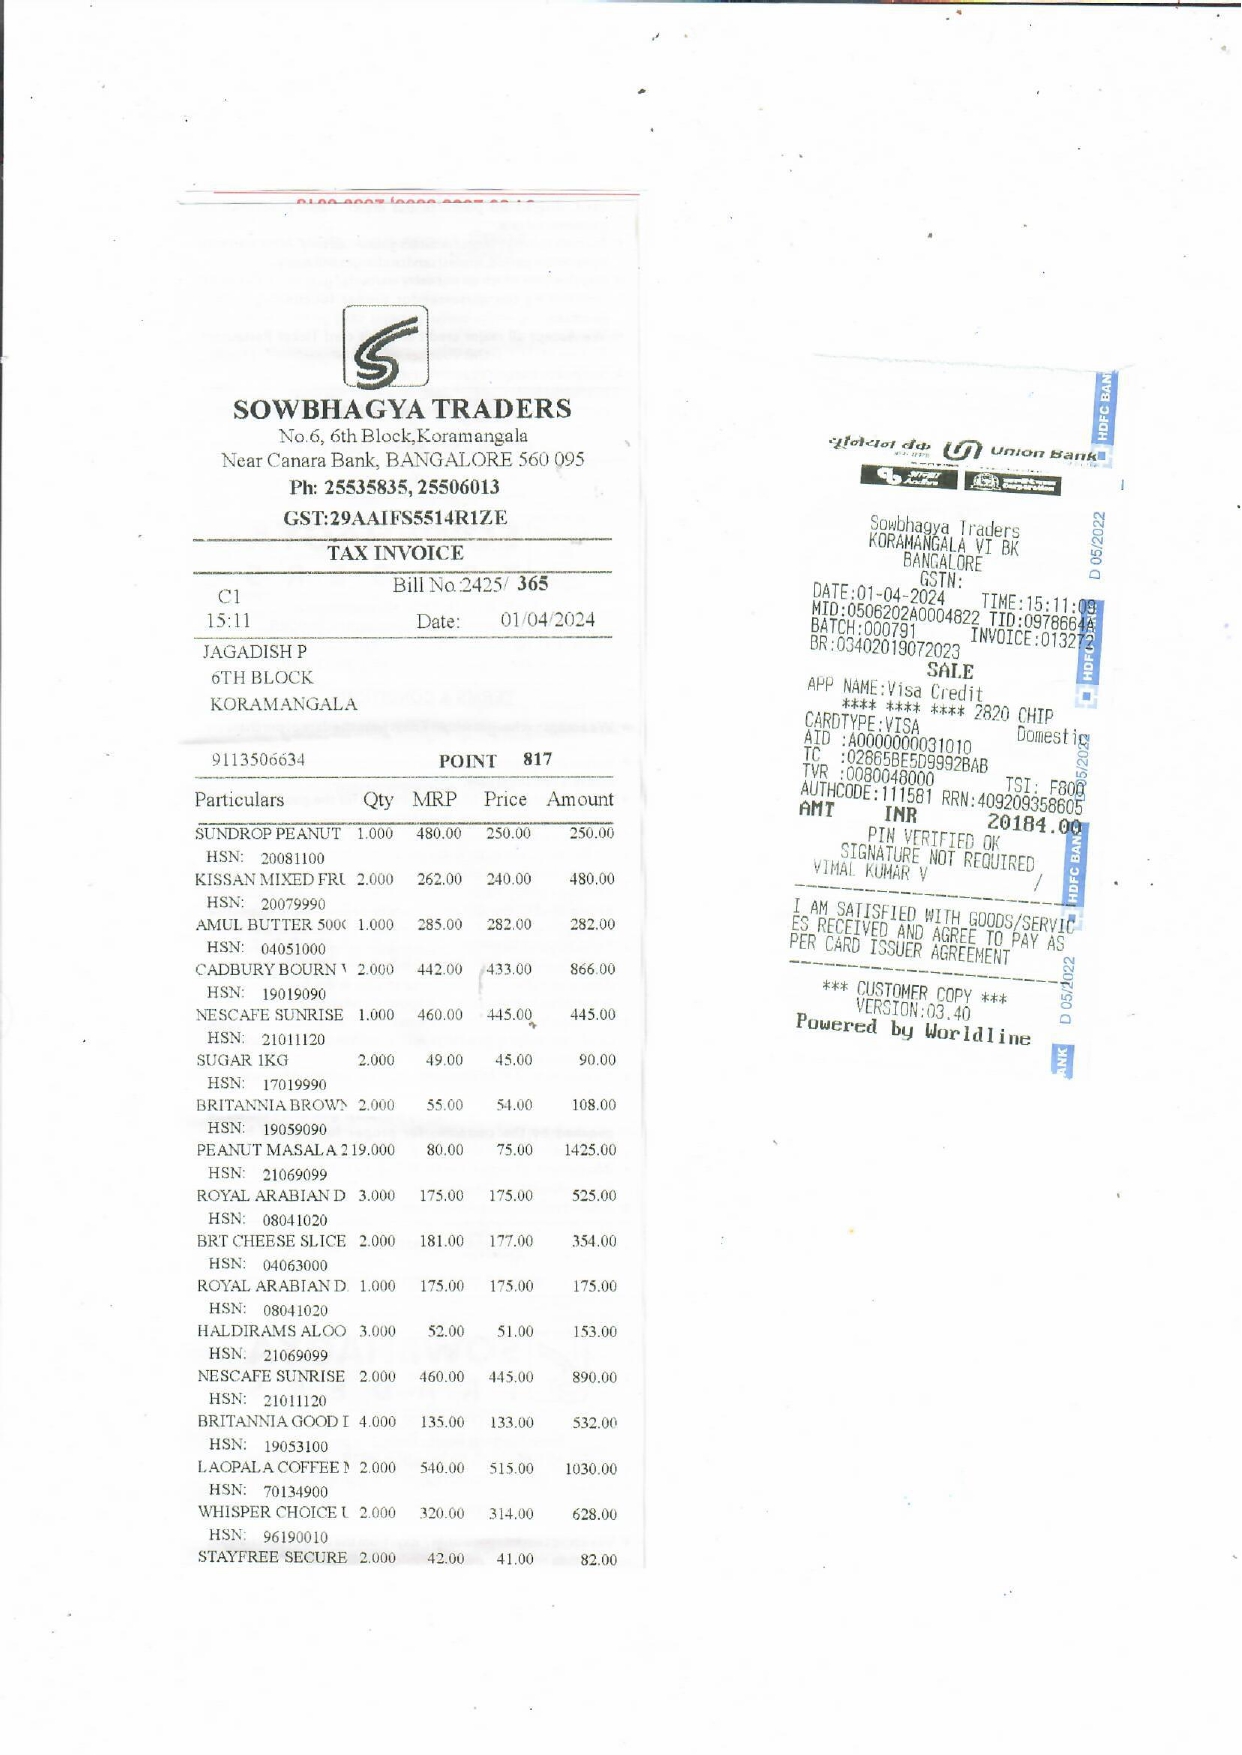 SOWBHAGYA TRADERS
No.6, 6th Block,Koramangala
Near Canara Bank, BANGALORE 560 095
Ph: 25535835, 25506013
GST:29AAIFS5514R1ZE
TAX INVOICE
C1 Bill No.:2425/ 365
15:11 Date: 01/04/2024
JAGADISH P
6TH BLOCK
KORAMANGALA
9113506634 POINT 817
Particulars Qty MRP Price Amount
SUNDROP PEANUT 1.000 480.00 250.00 250.00
HSN: 20081100
KISSAN MIXED FRU 2.000 262.00 240.00 480.00
HSN: 20079990
AMUL BUTTER 500G 1.000 285.00 282.00 282.00
HSN: 04051000
CADBURY BOURN 2.000 442.00 433.00 866.00
HSN: 19019090
NESCAFE SUNRISE 1.000 460.00 445.00 445.00
HSN: 21011120
SUGAR 1KG 2.000 49.00 45.00 90.00
HSN: 17019990
BRITANNIA BROWN 2.000 55.00 54.00 108.00
HSN: 19059090
PEANUT MASALA 2 19.000 80.00 75.00 1425.00
HSN: 21069099
ROYAL ARABIAN D 3.000 175.00 175.00 525.00
HSN: 08041020
BRT CHEESE SLICE 2.000 181.00 177.00 354.00
HSN: 04063000
ROYAL ARABIAN D 1.000 175.00 175.00 175.00
HSN: 08041020
HALDIRAMS ALOO 3.000 52.00 51.00 153.00
HSN: 21069099
NESCAFE SUNRISE 2.000 460.00 445.00 890.00
HSN: 21011120
BRITANNIA GOOD 4.000 135.00 133.00 532.00
HSN: 19053100
LAOPALA COFFEE 2.000 540.00 515.00 1030.00
HSN: 70134900
WHISPER CHOICE 2.000 320.00 314.00 628.00
HSN: 96190010
STAYFREE SECURE 2.000 42.00 41.00 82.00
Union Bank
Sowbhagya Traders
KORAMANGALA VI BK
BANGALORE
GSTN:
DATE:01-04-2024 TIME:15:11:09
MID:0506202A0004822 TID:0978664A
BATCH:000791 INVOICE:013272
BR:03402019072023
SALE
APP NAME:Visa Credit
**** **** **** 2820 CHIP
CARDTYPE:VISA Domestic
AID :A0000000031010
TC :02865BE5D9992BAB
TVR :0080048000 TSI: F800
AUTHCODE:111581 RRN:409209358605
AMT INR 20184.00
PIN VERIFIED OK
SIGNATURE NOT REQUIRED
VIMAL KUMAR V /
I AM SATISFIED WITH GOODS/SERVIC
ES RECEIVED AND AGREE TO PAY AS
PER CARD ISSUER AGREEMENT
*** CUSTOMER COPY ***
VERSION:03.40
Powered by Worldline
HDFC BANK
D 05/2022
HDFC
05/2022
HDFC BANK
D 05/2022
ANK